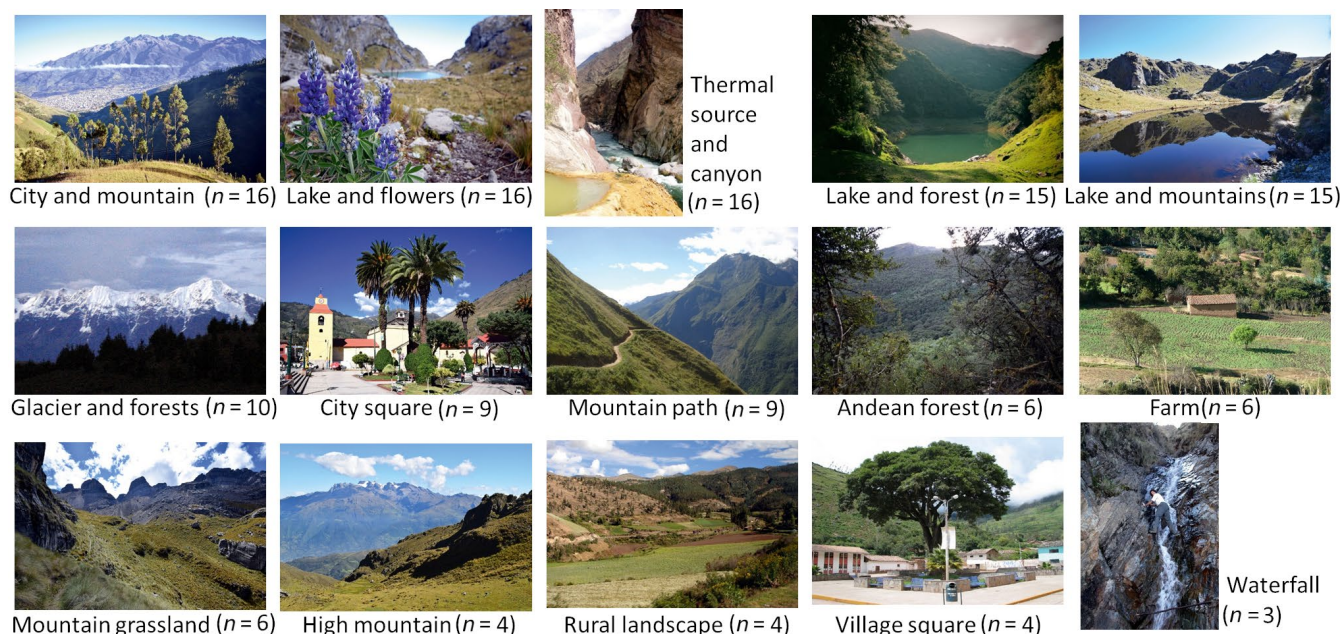 City and mountain (n = 16)
Lake and flowers (n = 16)
Thermal
source
and
canyon
(n = 16)
Lake and forest (n = 15)
Lake and mountains (n = 15)
Glacier and forests (n = 10)
City square (n = 9)
Mountain path (n = 9)
Andean forest (n = 6)
Farm(n = 6)
Mountain grassland (n = 6)
High mountain (n = 4)
Rural landscape (n = 4)
Village square (n = 4)
Waterfall
(n = 3)